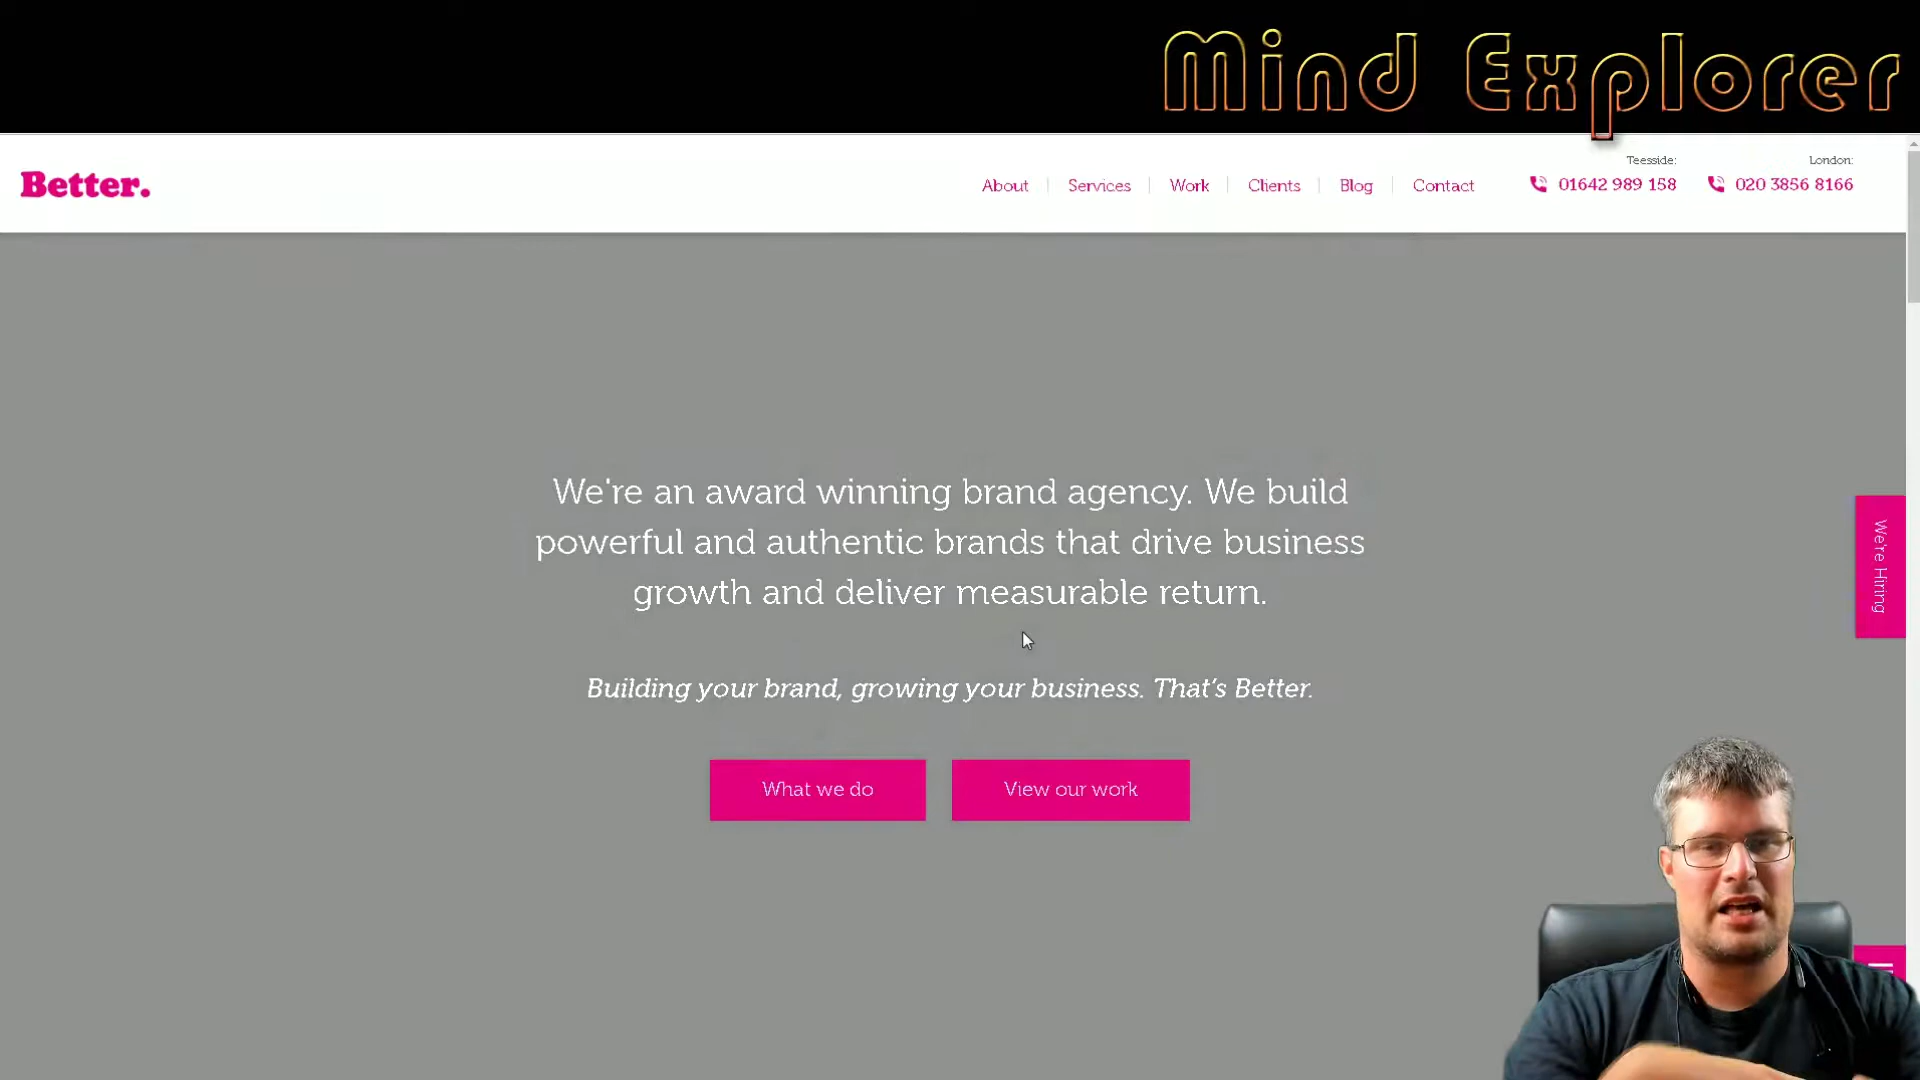 Mind Explorer
Better.
About
Services
Work
Clients
Blog
Contact
Teesside:
01642 989 158
London:
020 3856 8166
We're an award winning brand agency. We build
powerful and authentic brands that drive business
growth and deliver measurable return.
Building your brand, growing your business. That's Better.
What we do
View our work
We're Hiring